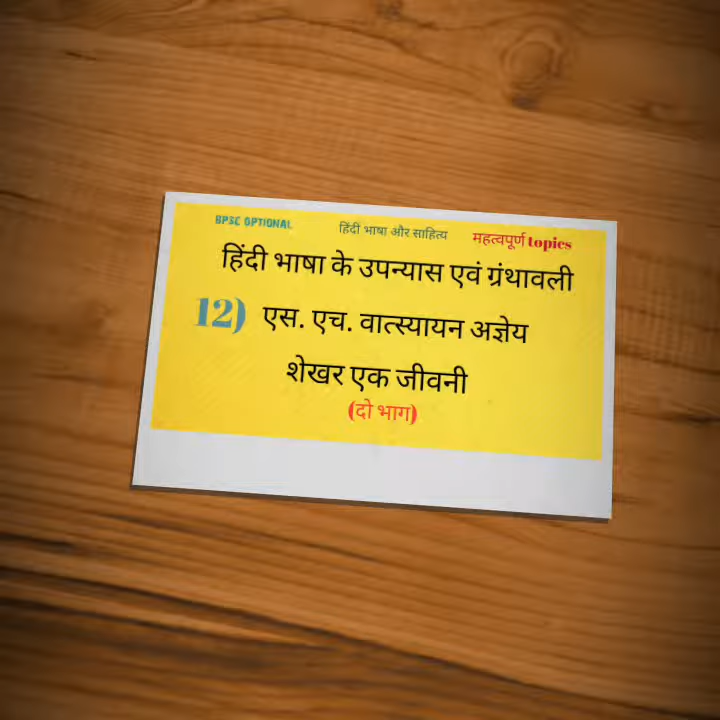 BPSC OPTIONAL हिंदी भाषा और साहित्य महत्वपूर्ण topics
हिंदी भाषा के उपन्यास एवं ग्रंथावली
12) एस. एच. वात्स्यायन अज्ञेय
शेखर एक जीवनी
(दो भाग)